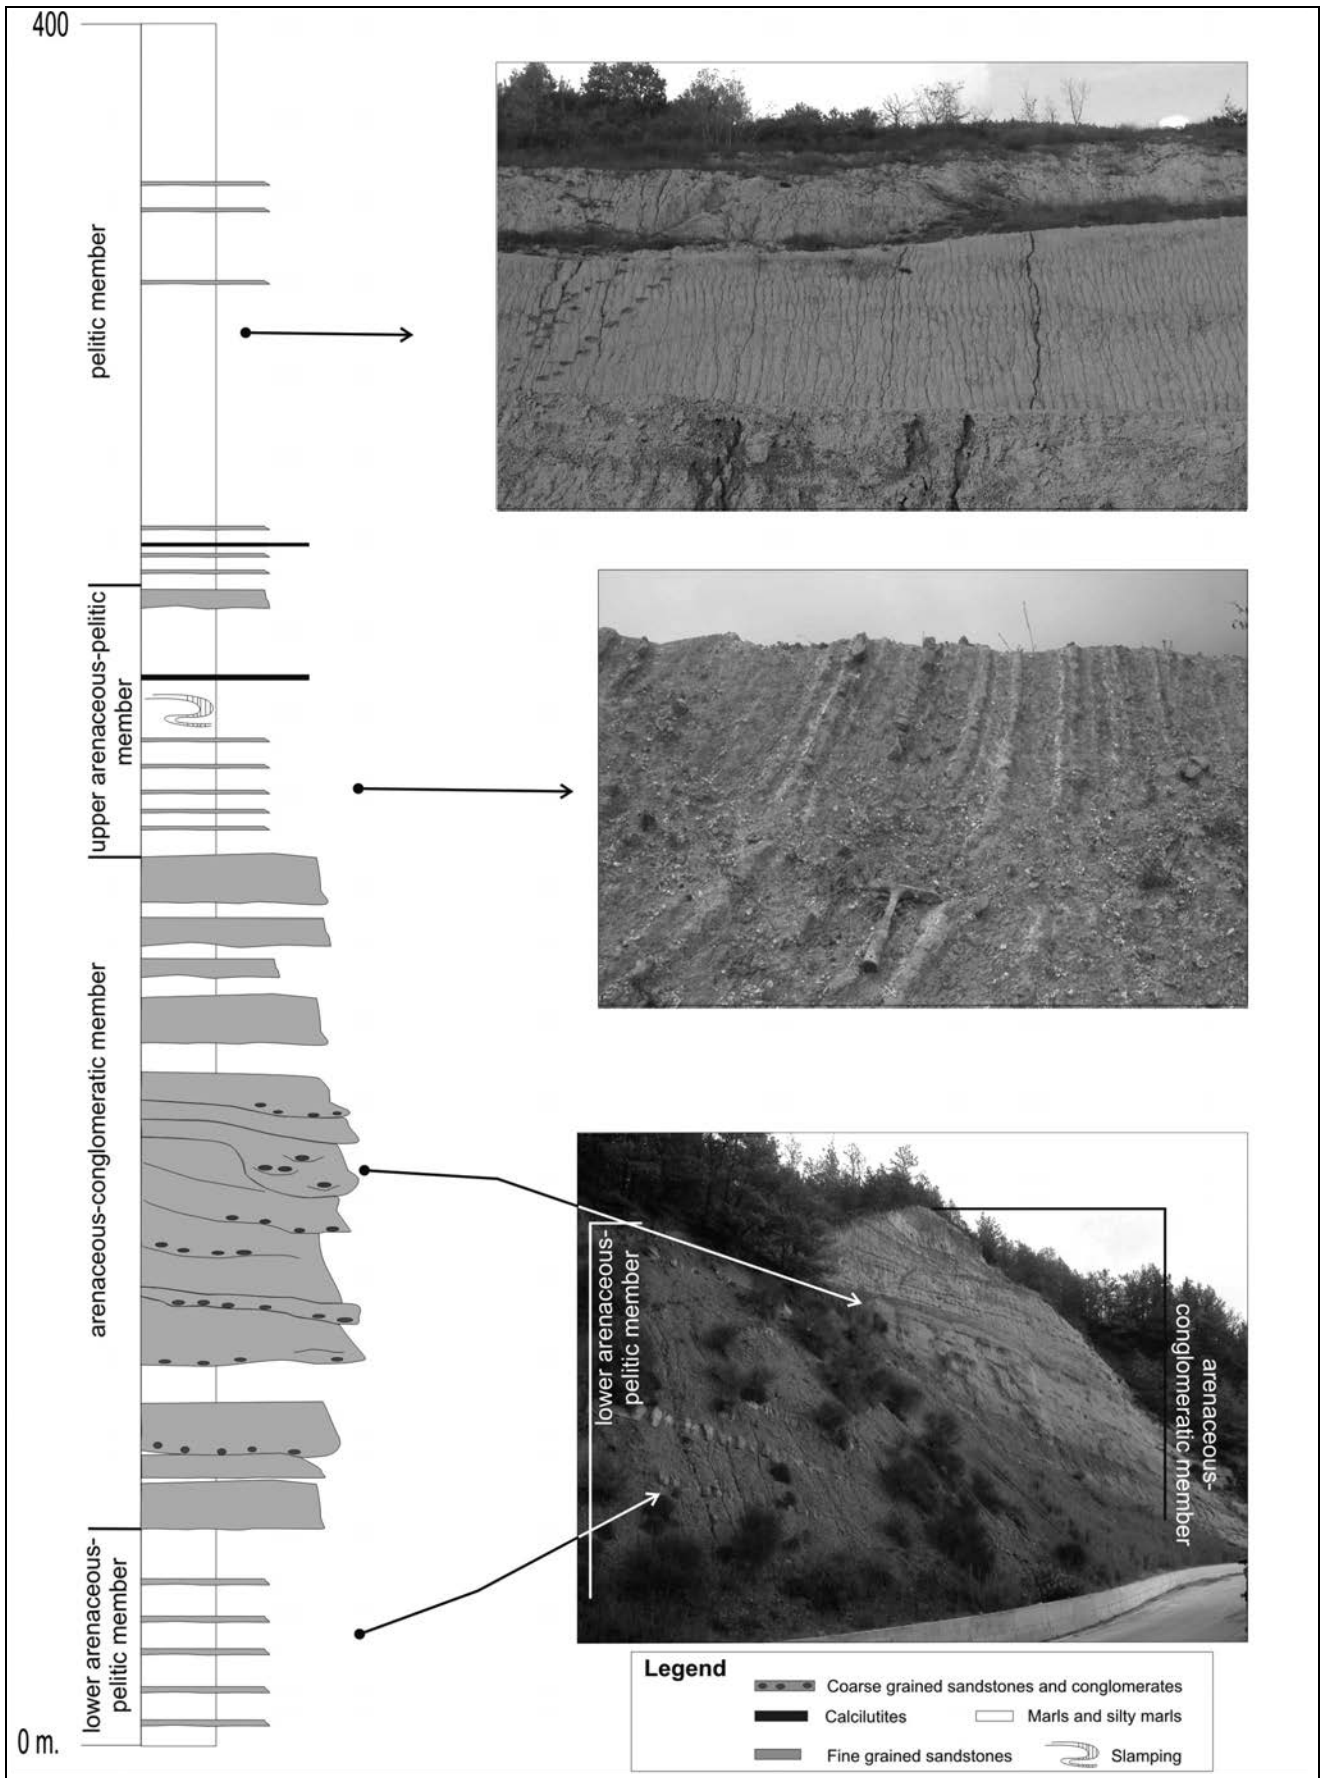 400
pelitic member
upper arenaceous-pelitic
member
arenaceous-conglomeratic member
lower arenaceous-
pelitic member
0 m.
lower arenaceous-
pelitic member
arenaceous-
conglomeratic member
Legend
Coarse grained sandstones and conglomerates
Calcilutites
Marls and silty marls
Fine grained sandstones
Slamping